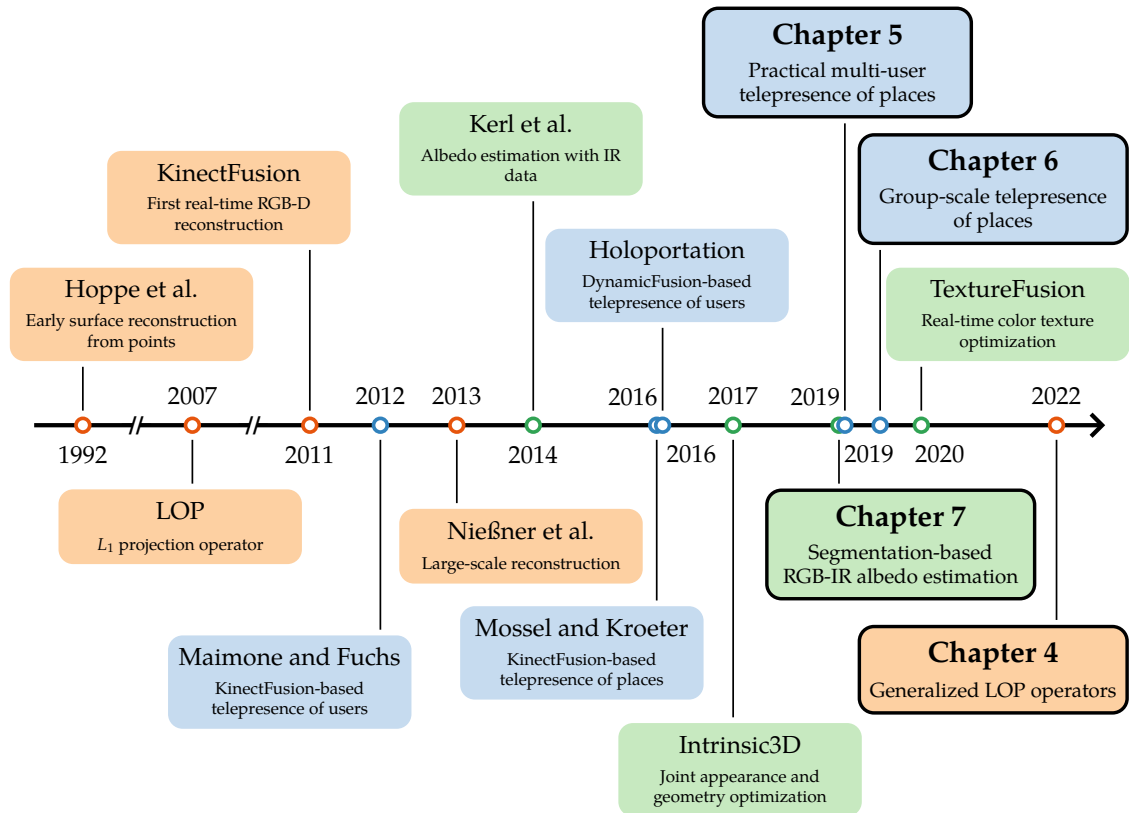 Chapter 5
Practical multi-user
telepresence of places
Kerl et al.
Albedo estimation with IR
data
KinectFusion
First real-time RGB-D
reconstruction
Chapter 6
Group-scale telepresence
of places
Holoportation
DynamicFusion-based
telepresence of users
Hoppe et al.
Early surface reconstruction
from points
TextureFusion
Real-time color texture
optimization
2007
2012
2013
2016
2017
2019
2022
1992
2011
2014
2016
2019
2020
LOP
L₁ projection operator
Nießner et al.
Large-scale reconstruction
Chapter 7
Segmentation-based
RGB-IR albedo estimation
Maimone and Fuchs
KinectFusion-based
telepresence of users
Mossel and Kroeter
KinectFusion-based
telepresence of places
Chapter 4
Generalized LOP operators
Intrinsic3D
Joint appearance and
geometry optimization